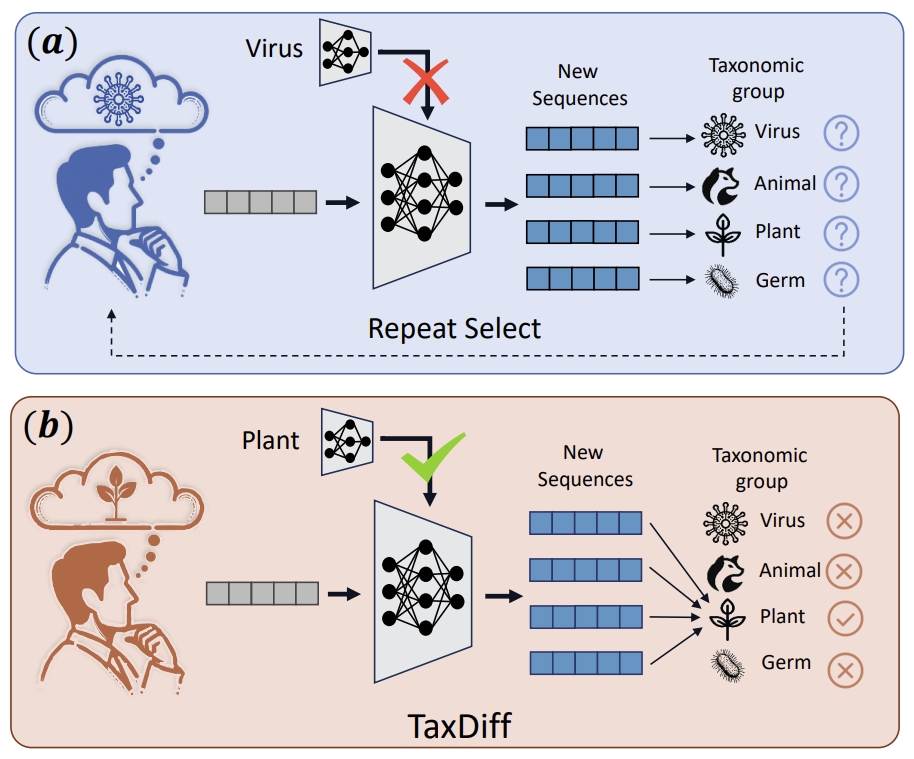 (a)
Virus
New
Sequences
Taxonomic
group
Virus
?
Animal
?
Plant
?
Germ
?
Repeat Select
(b)
Plant
New
Sequences
Taxonomic
group
Virus
Animal
Plant
Germ
TaxDiff